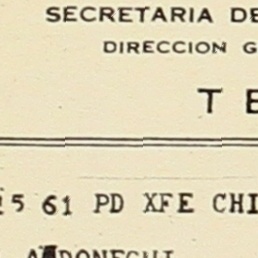 SECRETARIA DE
DIRECCION G
T E
5 61 PD XFE CHI